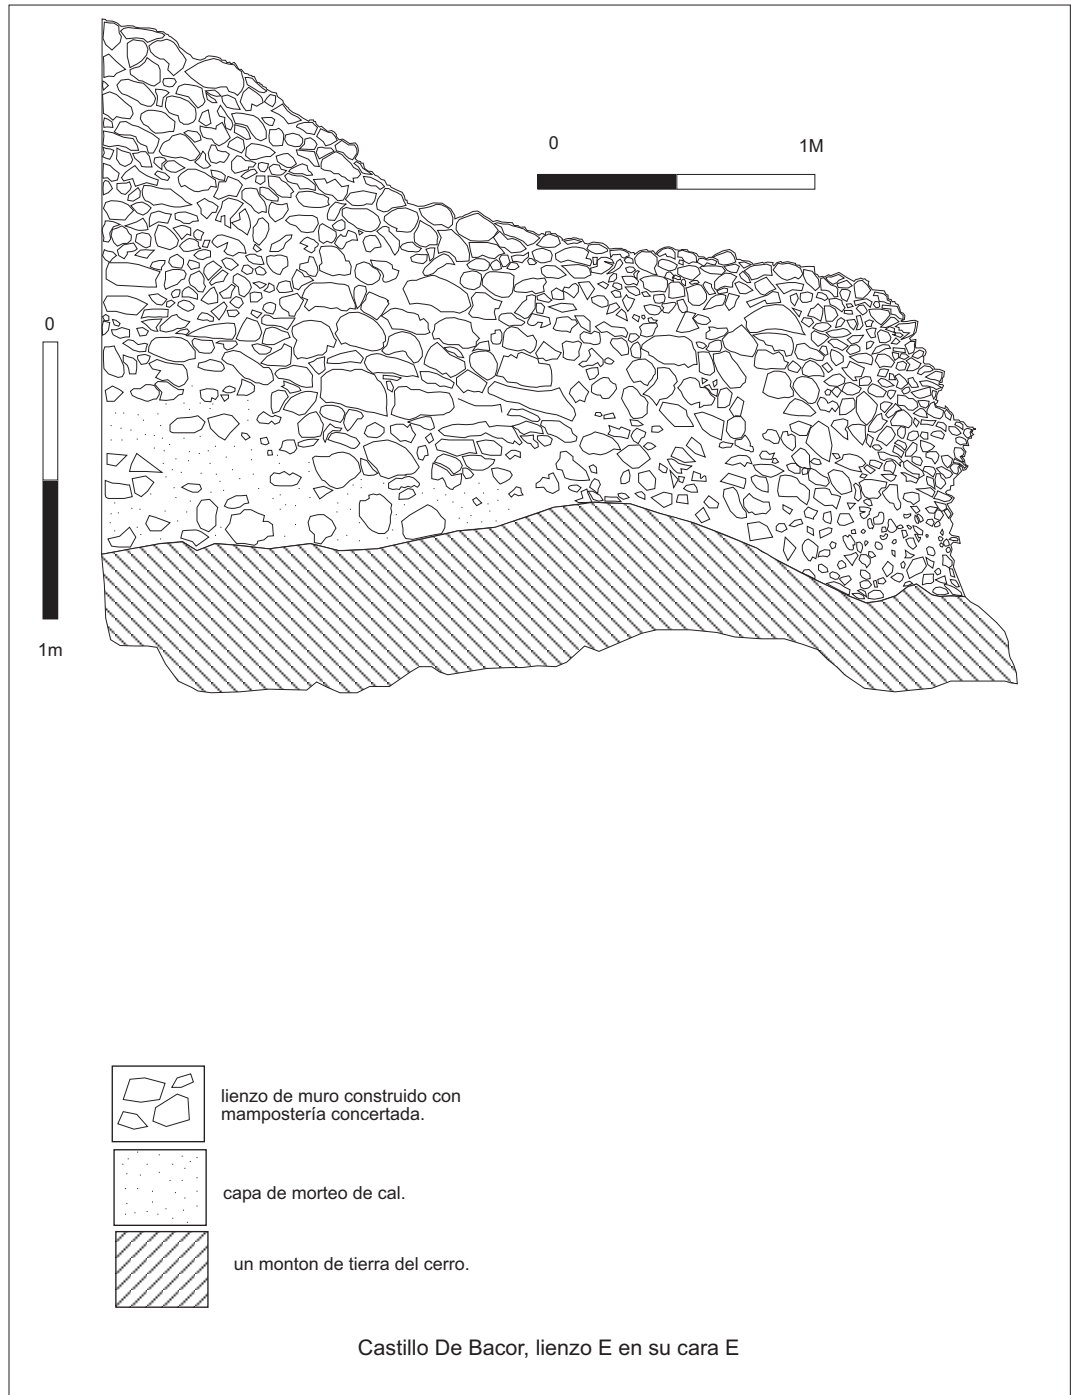 0
1M
0
1m
lienzo de muro construido con
mampostería concertada.
capa de morteo de cal.
un monton de tierra del cerro.
Castillo De Bacor, lienzo E en su cara E